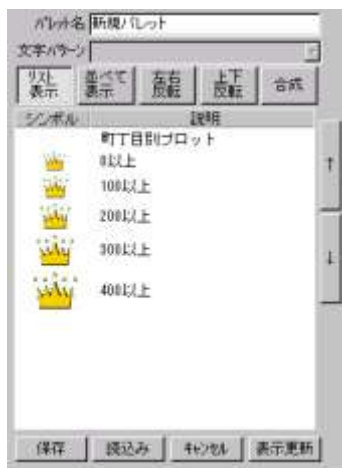 パレット名 新規パレット
文字パターン
リスト表示 並べて表示 左右反転 上下反転 合成
シンボル 説明
町丁目別プロット
0以上
100以上
200以上
300以上
400以上
↑
↓
保存 読込み キャンセル 表示更新